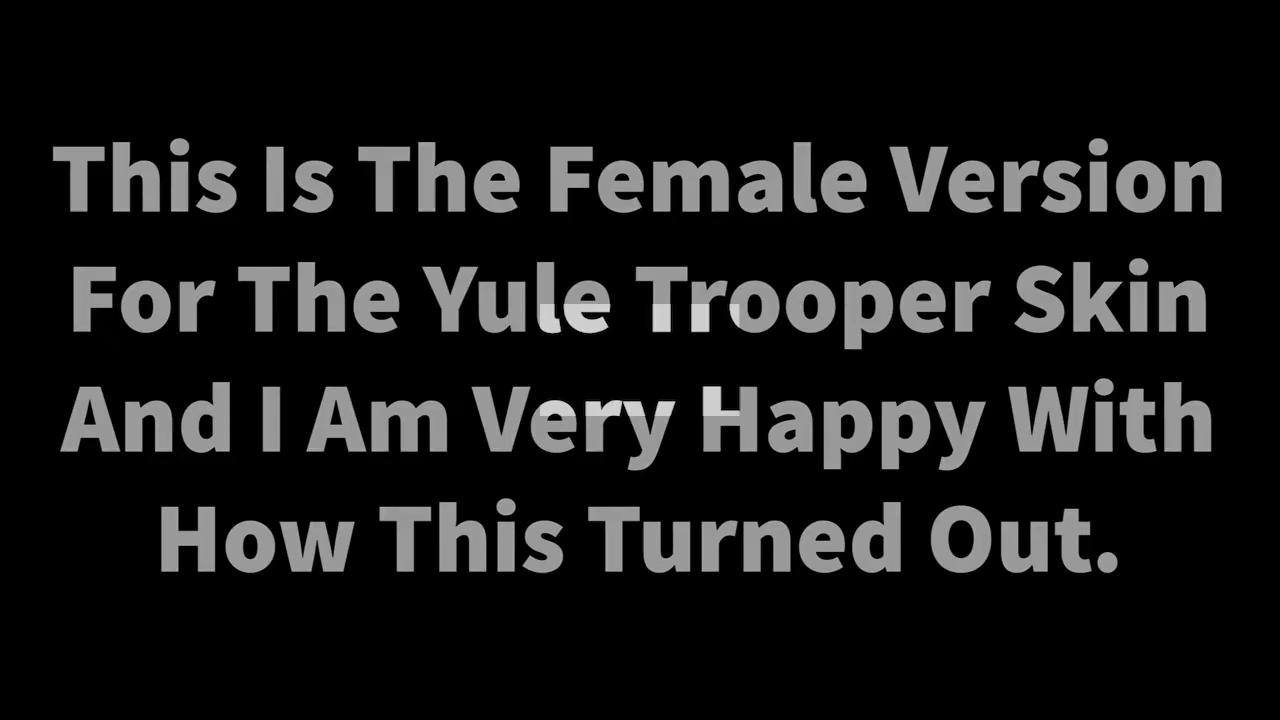 This Is The Female Version
For The Yule Trooper Skin
And I Am Very Happy With
How This Turned Out.